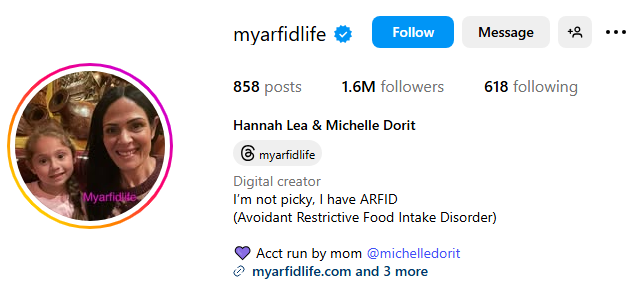 myarfidlife Follow Message
858 posts 1.6M followers 618 following
Hannah Lea & Michelle Dorit
myarfidlife
Digital creator
I'm not picky, I have ARFID
(Avoidant Restrictive Food Intake Disorder)
💜 Acct run by mom @michelledorit
myarfidlife.com and 3 more
Myarfidlife